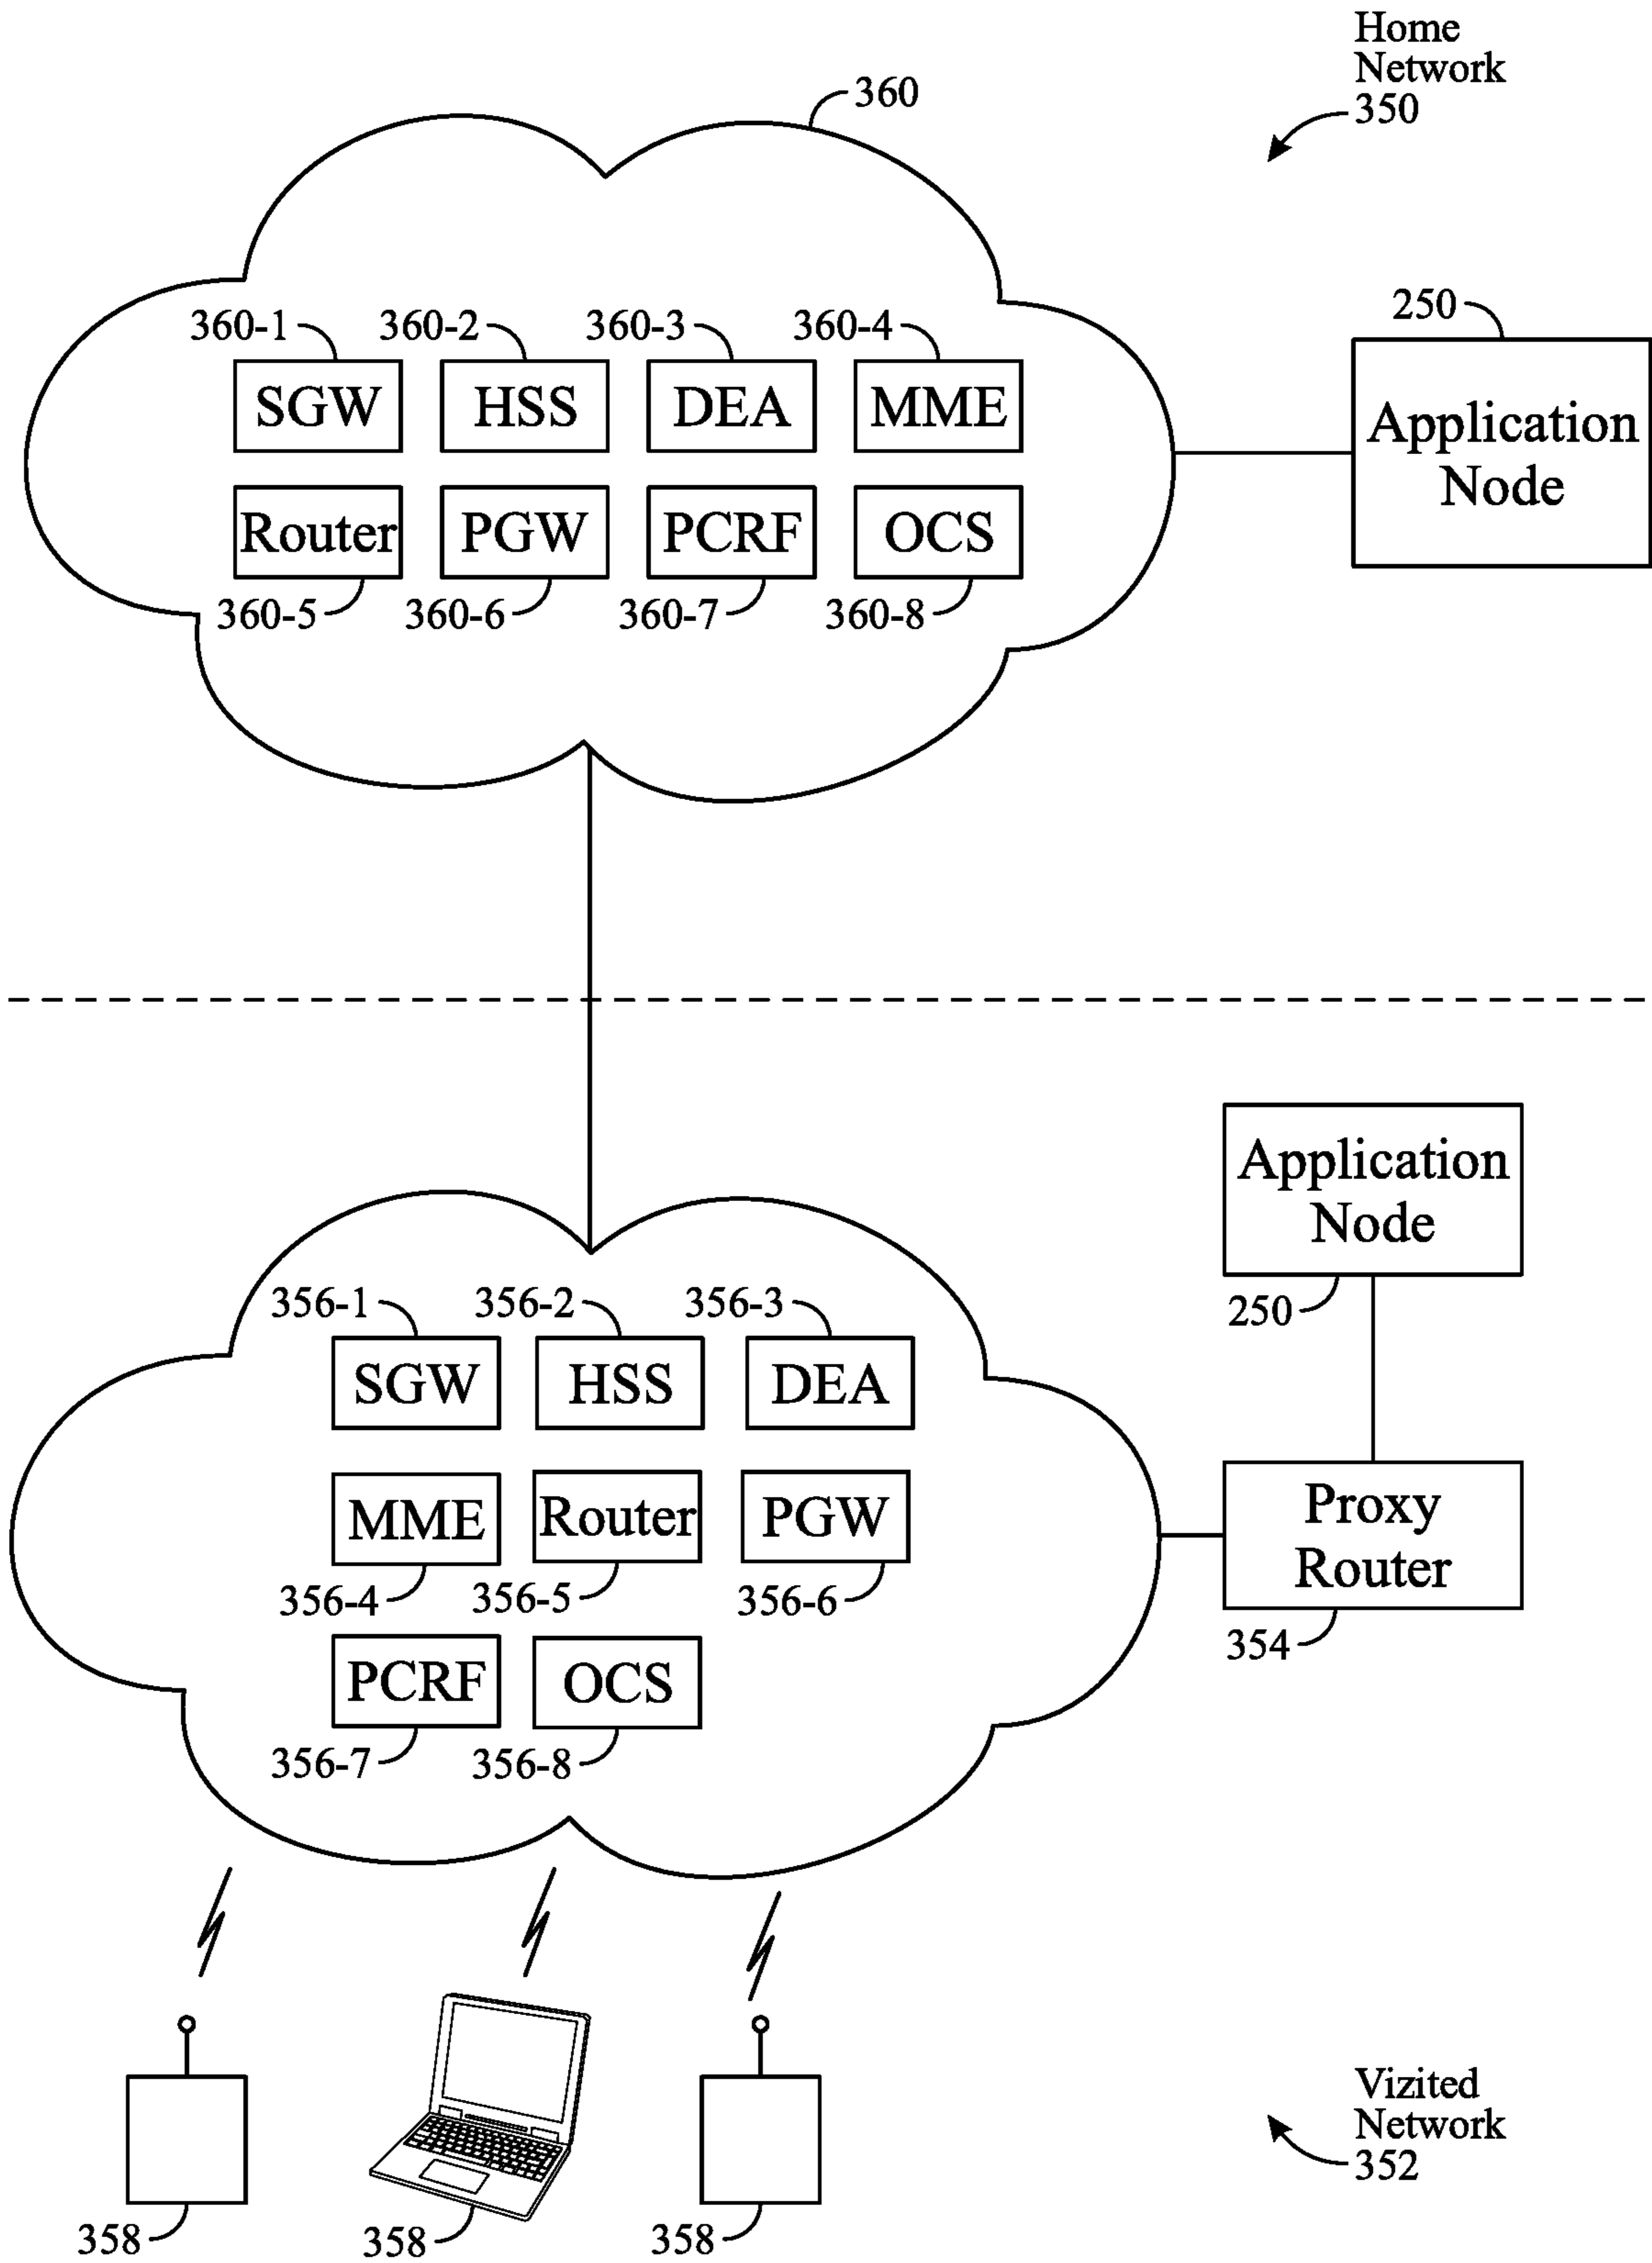 Home
Network
350
360
360-1 360-2 360-3 360-4
250
SGW HSS DEA MME
Application
Node
Router PGW PCRF OCS
360-5 360-6 360-7 360-8
Application
Node
250
356-1 356-2 356-3
SGW HSS DEA
MME Router PGW
356-4 356-5 356-6
Proxy
Router
354
PCRF OCS
356-7 356-8
Vizited
Network
352
358 358 358